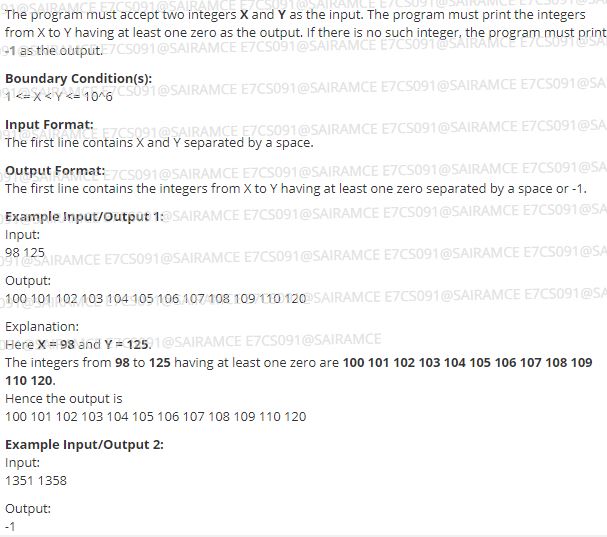 The program must accept two integers X and Y as the input. The program must print the integers
from X to Y having at least one zero as the output. If there is no such integer, the program must print
-1 as the output.
Boundary Condition(s):
1 <= X < Y <= 10^6
Input Format:
The first line contains X and Y separated by a space.
Output Format:
The first line contains the integers from X to Y having at least one zero separated by a space or -1.
Example Input/Output 1:
Input:
98 125
Output:
100 101 102 103 104 105 106 107 108 109 110 120
Explanation:
Here X = 98 and Y = 125.
The integers from 98 to 125 having at least one zero are 100 101 102 103 104 105 106 107 108 109
110 120.
Hence the output is
100 101 102 103 104 105 106 107 108 109 110 120
Example Input/Output 2:
Input:
1351 1358
Output:
-1
E7CS091@SAIRAMCE E7CS091@SAIRAMCE